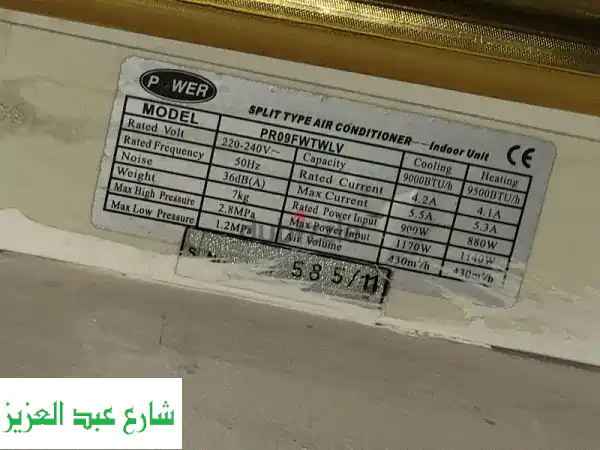 POWER
SPLIT TYPE AIR CONDITIONER — Indoor Unit
MODEL PR09FWTWLV Cooling Heating
Rated Volt 220-240V~ Capacity 9000BTU/h 9500BTU/h
Rated Frequency 50Hz Rated Current 4.2A 4.1A
Noise 36dB(A) Max Current 5.5A 5.3A
Weight 7kg Rated Power Input 900W 880W
Max High Pressure 2.8MPa Max Power Input 1170W 1140W
Max Low Pressure 1.2MPa Air Volume 430m³/h 430m³/h
CE
585/11
شارع عبد العزيز